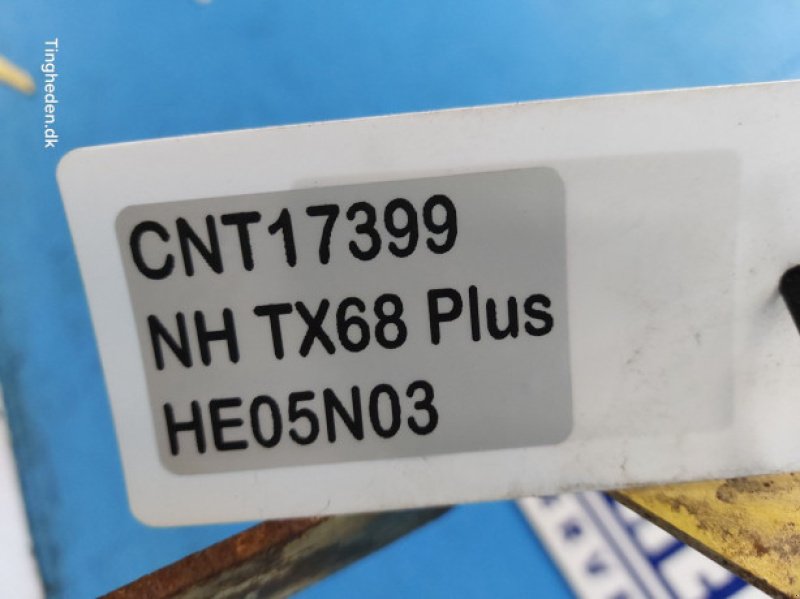 Tingheden.dk
CNT17399
NH TX68 Plus
HE05N03